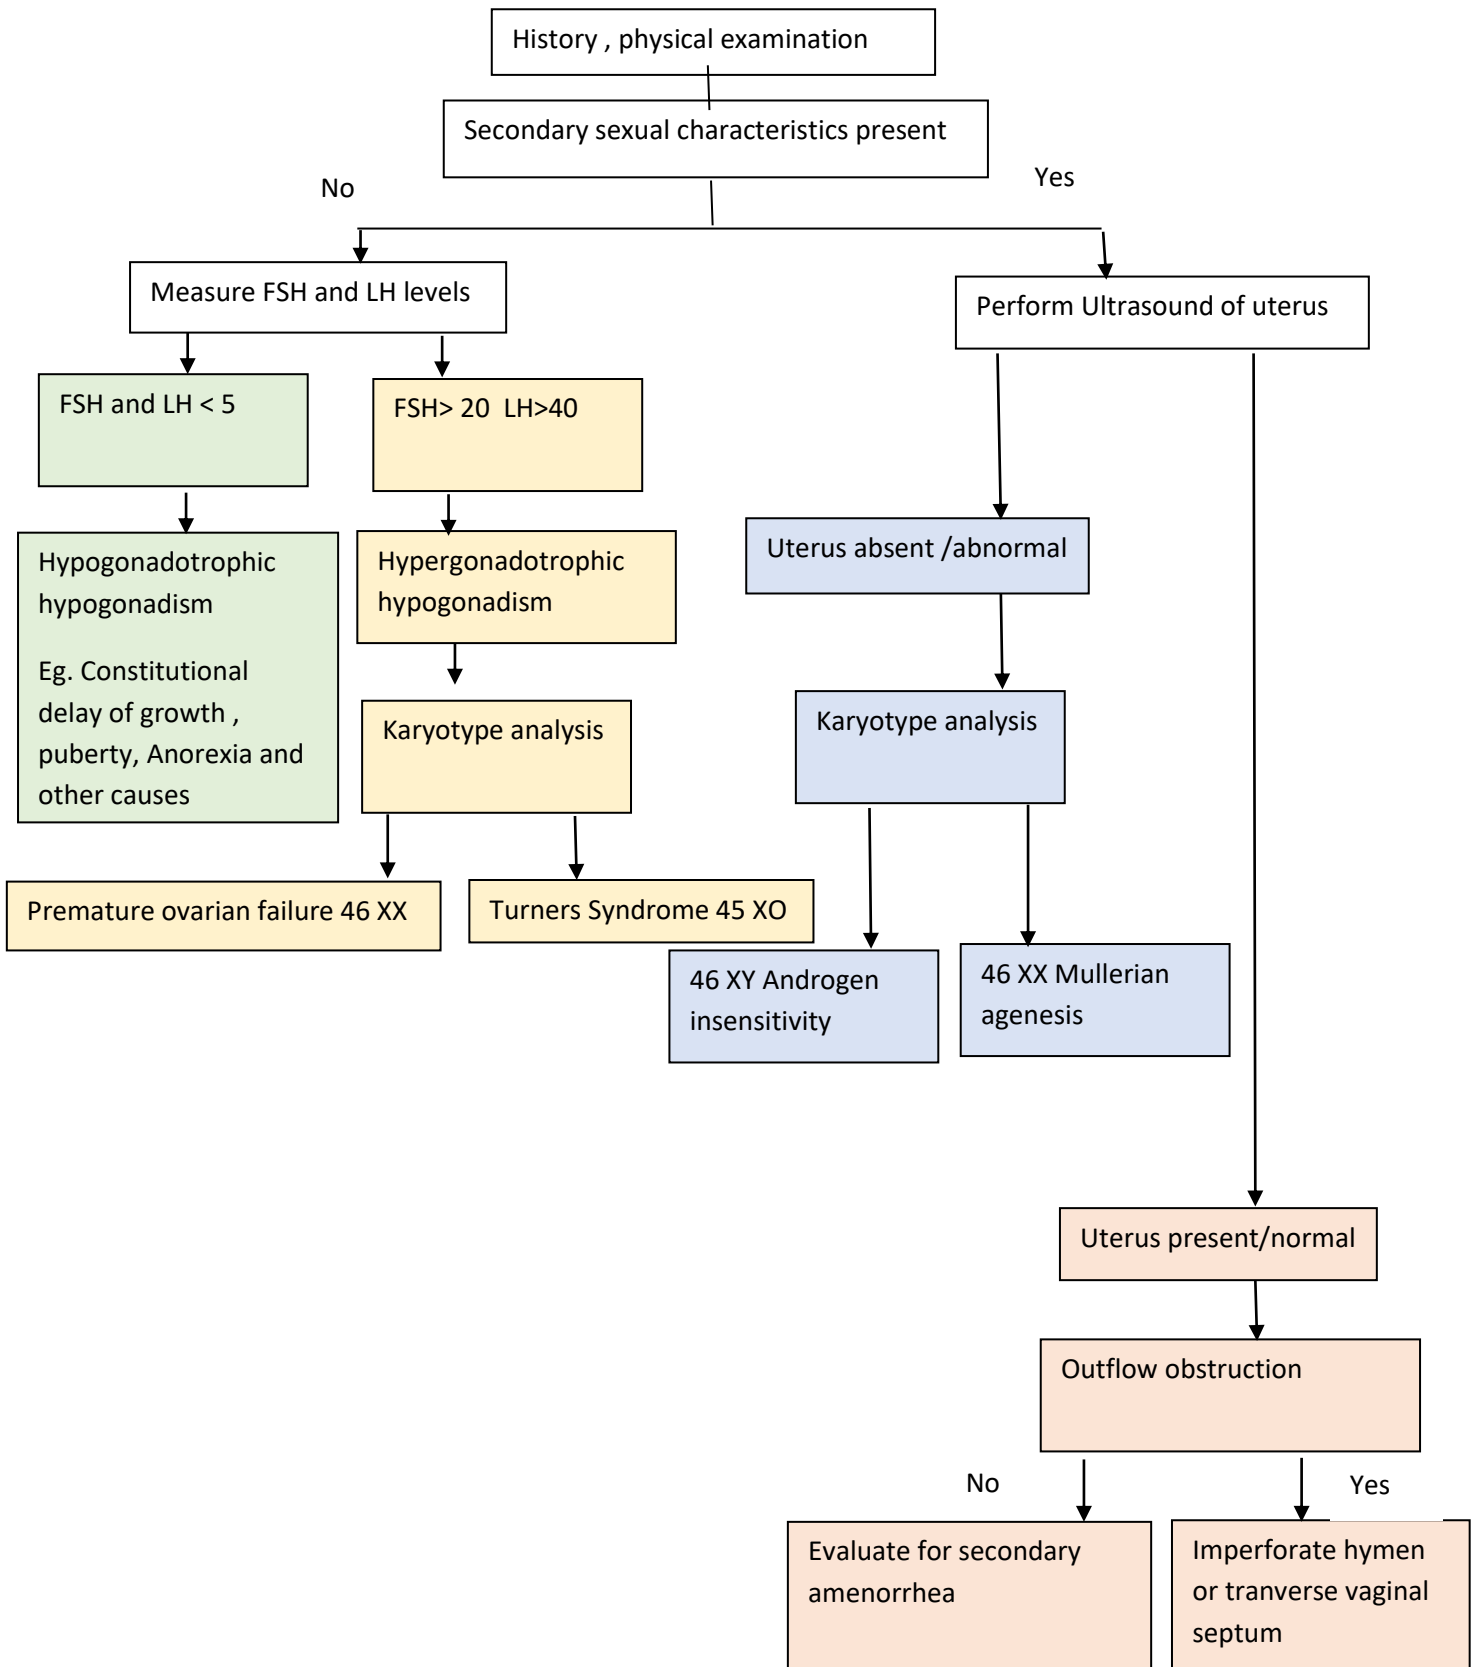 History , physical examination
Secondary sexual characteristics present
No
Yes
Measure FSH and LH levels
Perform Ultrasound of uterus
FSH and LH < 5
FSH> 20  LH>40
Uterus absent /abnormal
Hypogonadotrophic
hypogonadism
Eg. Constitutional
delay of growth ,
puberty, Anorexia and
other causes
Hypergonadotrophic
hypogonadism
Karyotype analysis
Karyotype analysis
Premature ovarian failure 46 XX
Turners Syndrome 45 XO
46 XY Androgen
insensitivity
46 XX Mullerian
agenesis
Uterus present/normal
Outflow obstruction
No
Yes
Evaluate for secondary
amenorrhea
Imperforate hymen
or tranverse vaginal
septum